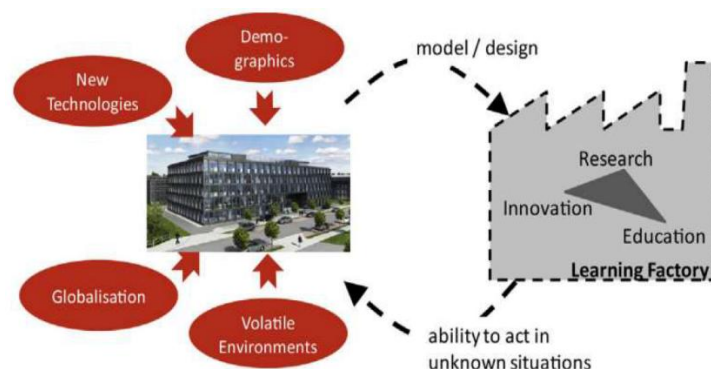 Demo-
graphics
New
Technologies
model / design
Research
Innovation
Education
Learning Factory
Globalisation
Volatile
Environments
ability to act in
unknown situations